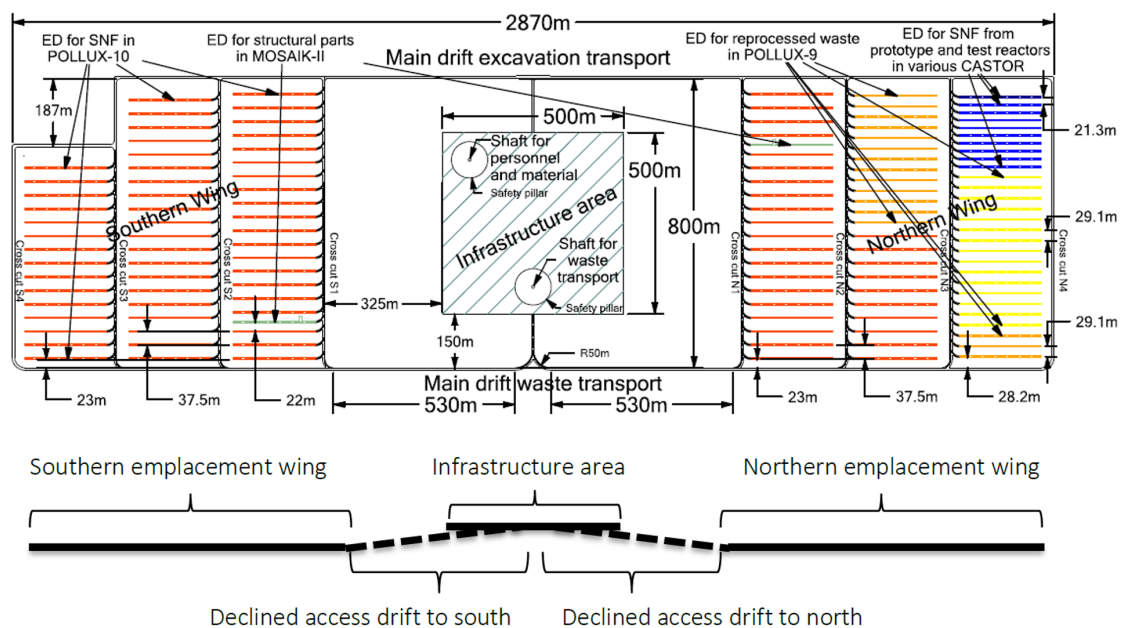 2870m
ED for SNF in
POLLUX-10
ED for structural parts
in MOSAIK-II
Main drift excavation transport
ED for reprocessed waste
in POLLUX-9
ED for SNF from
prototype and test reactors
in various CASTOR
187m
500m
21.3m
Shaft for
personnel
and material
Safety pillar
500m
Southern Wing
Infrastructure area
800m
Northern Wing
29.1m
Cross cut S4
Cross cut S3
Cross cut S2
Cross cut S1
Shaft for
waste
transport
Safety pillar
Cross cut N1
Cross cut N2
Cross cut N3
Cross cut N4
325m
150m
29.1m
R50m
Main drift waste transport
23m
37.5m
22m
530m
530m
23m
37.5m
28.2m
Southern emplacement wing
Infrastructure area
Northern emplacement wing
Declined access drift to south
Declined access drift to north